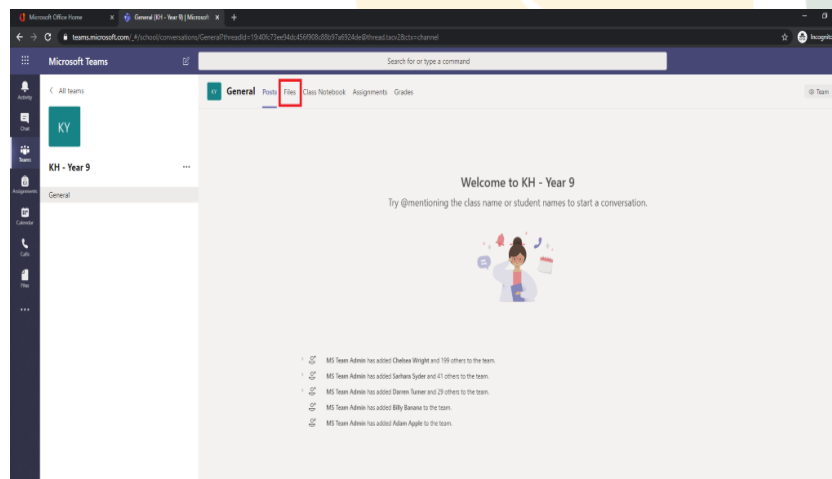 Microsoft Office Home
General (KH - Year 9) | Microsoft
teams.microsoft.com/_#/school/conversations/General?threadId=19:40fc73ee94dc456f908c88b97a6924de@thread.tacv2&ctx=channel
Incognito
Microsoft Teams
Search for or type a command
Activity
Chat
Teams
Assignments
Calendar
Calls
Files
All teams
KY
KH - Year 9
General
KY
General Posts Files Class Notebook Assignments Grades
Team
Welcome to KH - Year 9
Try @mentioning the class name or student names to start a conversation.
MS Team Admin has added Chelsea Wright and 199 others to the team.
MS Team Admin has added Sarhara Syder and 41 others to the team.
MS Team Admin has added Darren Turner and 29 others to the team.
MS Team Admin has added Billy Banana to the team.
MS Team Admin has added Adam Apple to the team.